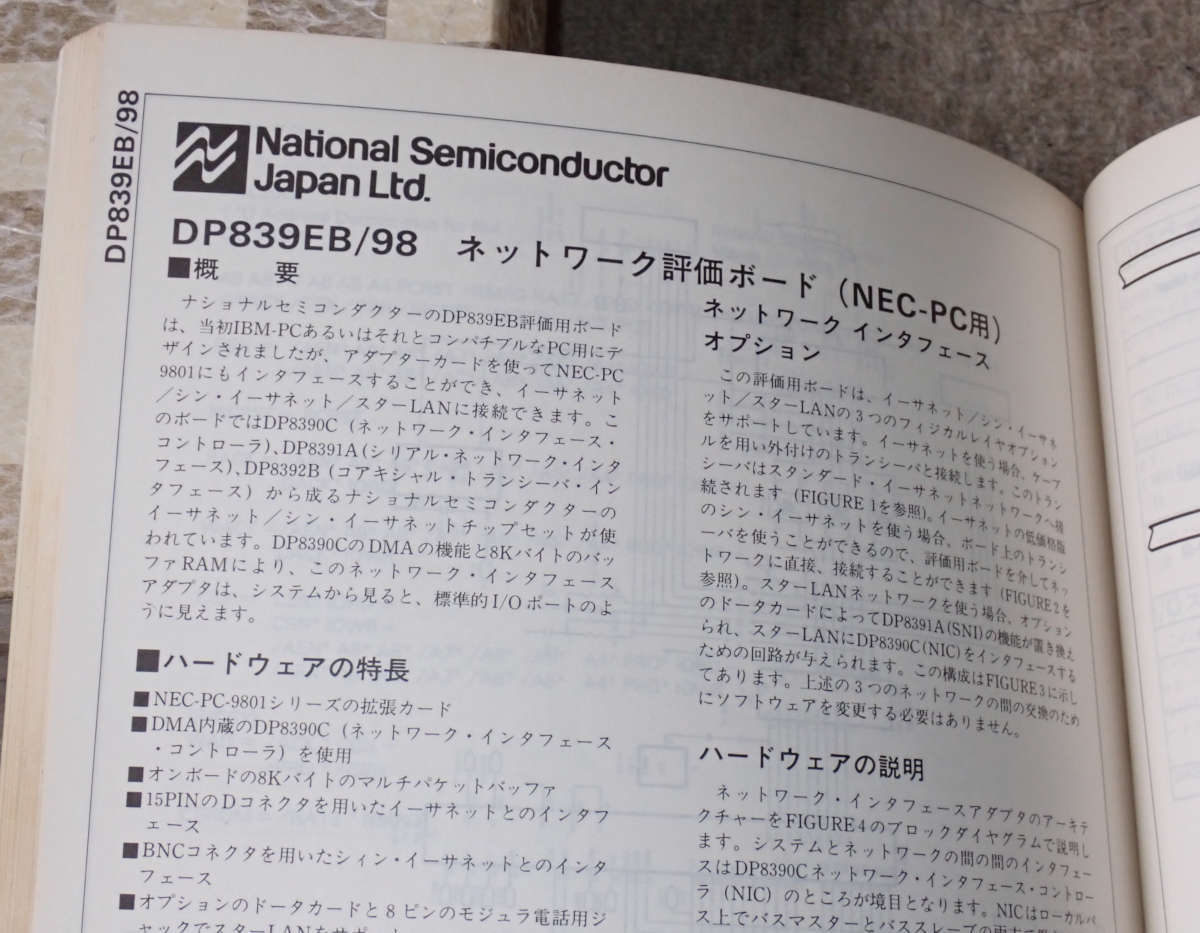 DP839EB/98
National Semiconductor
Japan Ltd.
DP839EB/98 ネットワーク評価ボード（NEC-PC用）
■概 要
ナショナルセミコンダクターのDP839EB評価用ボード
は、当初IBM-PCあるいはそれとコンパチブルなPC用にデ
ザインされましたが、アダプターカードを使ってNEC-PC
9801にもインタフェースすることができ、イーサネット
／シン・イーサネット／スターLANに接続できます。こ
のボードではDP8390C（ネットワーク・インタフェース・
コントローラ）、DP8391A（シリアル・ネットワーク・インタ
フェース）、DP8392B（コアキシャル・トランシーバ・イン
タフェース）から成るナショナルセミコンダクターの
イーサネット／シン・イーサネットチップセットが使
われています。DP8390CのDMAの機能と8Kバイトのバッ
ファRAMにより、このネットワーク・インタフェース
アダプタは、システムから見ると、標準的I/Oポートのよ
うに見えます。
■ハードウェアの特長
■NEC-PC-9801シリーズの拡張カード
■DMA内蔵のDP8390C（ネットワーク・インタフェース
・コントローラ）を使用
■オンボードの8Kバイトのマルチパケットバッファ
■15PINのDコネクタを用いたイーサネットとのインタフ
ェース
■BNCコネクタを用いたシィン・イーサネットとのインタ
フェース
■オプションのドータカードと8ピンのモジュラ電話用ジ
ャックでスターLANをサポート
ネットワーク インタフェース
オプション
この評価用ボードは、イーサネット／シン・イーサネ
ット／スターLANの3つのフィジカルレイヤオプション
をサポートしています。イーサネットを使う場合、ケーブ
ルを用い外付けのトランシーバと接続します。このトラン
シーバはスタンダード・イーサネットネットワークへ接
続されます（FIGURE 1を参照）。イーサネットの低価格版
のシン・イーサネットを使う場合、ボード上のトランシ
ーバを使うことができるので、評価用ボードを介してネッ
トワークに直接、接続することができます（FIGURE 2を
参照）。スターLANネットワークを使う場合、オプション
のドータカードによってDP8391A(SNI)の機能が置き換え
られ、スターLANにDP8390C(NIC)をインタフェースする
ための回路が与えられます。この構成はFIGURE 3に示し
てあります。上述の3つのネットワークの間の交換のため
にソフトウェアを変更する必要はありません。
ハードウェアの説明
ネットワーク・インタフェースアダプタのアーキテ
クチャーをFIGURE 4のブロックダイヤグラムで説明し
ます。システムとネットワークの間の間のインタフェー
スはDP8390Cネットワーク・インタフェース・コントロー
ラ（NIC）のところが境目となります。NICはローカルバ
ス上でバスマスターとバススレーブの両方で